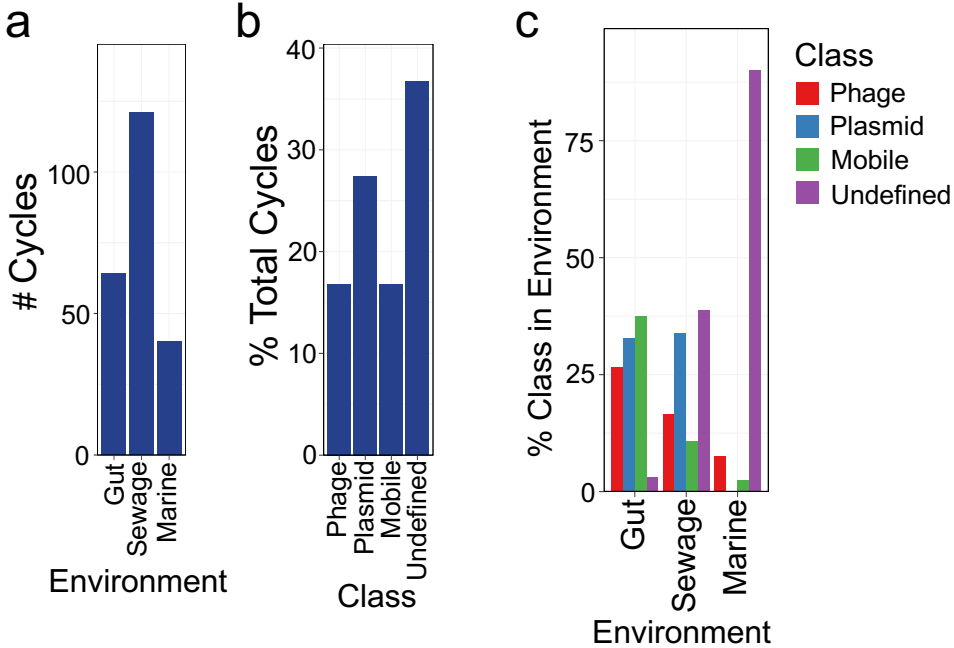 a
# Cycles
100
50
0
Gut
Sewage
Marine
Environment
b
% Total Cycles
40
30
20
10
0
Phage
Plasmid
Mobile
Undefined
Class
c
% Class in Environment
75
50
25
0
Gut
Sewage
Marine
Environment
Class
Phage
Plasmid
Mobile
Undefined